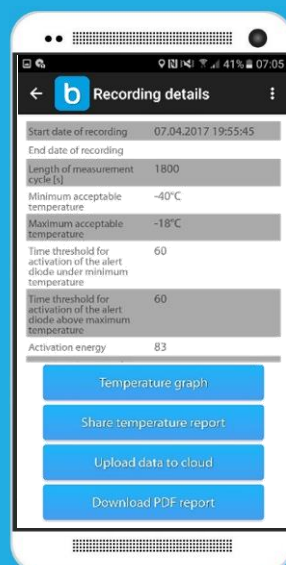 41% 07:05
b Recording details
Start date of recording 07.04.2017 19:55:45
End date of recording
Length of measurement 1800
cycle [s]
Minimum acceptable -40°C
temperature
Maximum acceptable -18°C
temperature
Time threshold for 60
activation of the alert
diode under minimum
temperature
Time threshold for 60
activation of the alert
diode above maximum
temperature
Activation energy 83
Temperature graph
Share temperature report
Upload data to cloud
Download PDF report